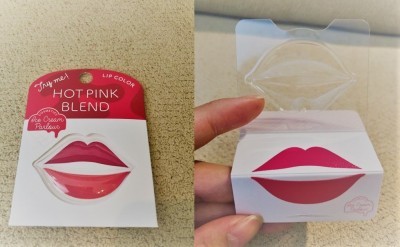 Try me!
LIP COLOR
HOT PINK
BLEND
Ice Cream
Parlour